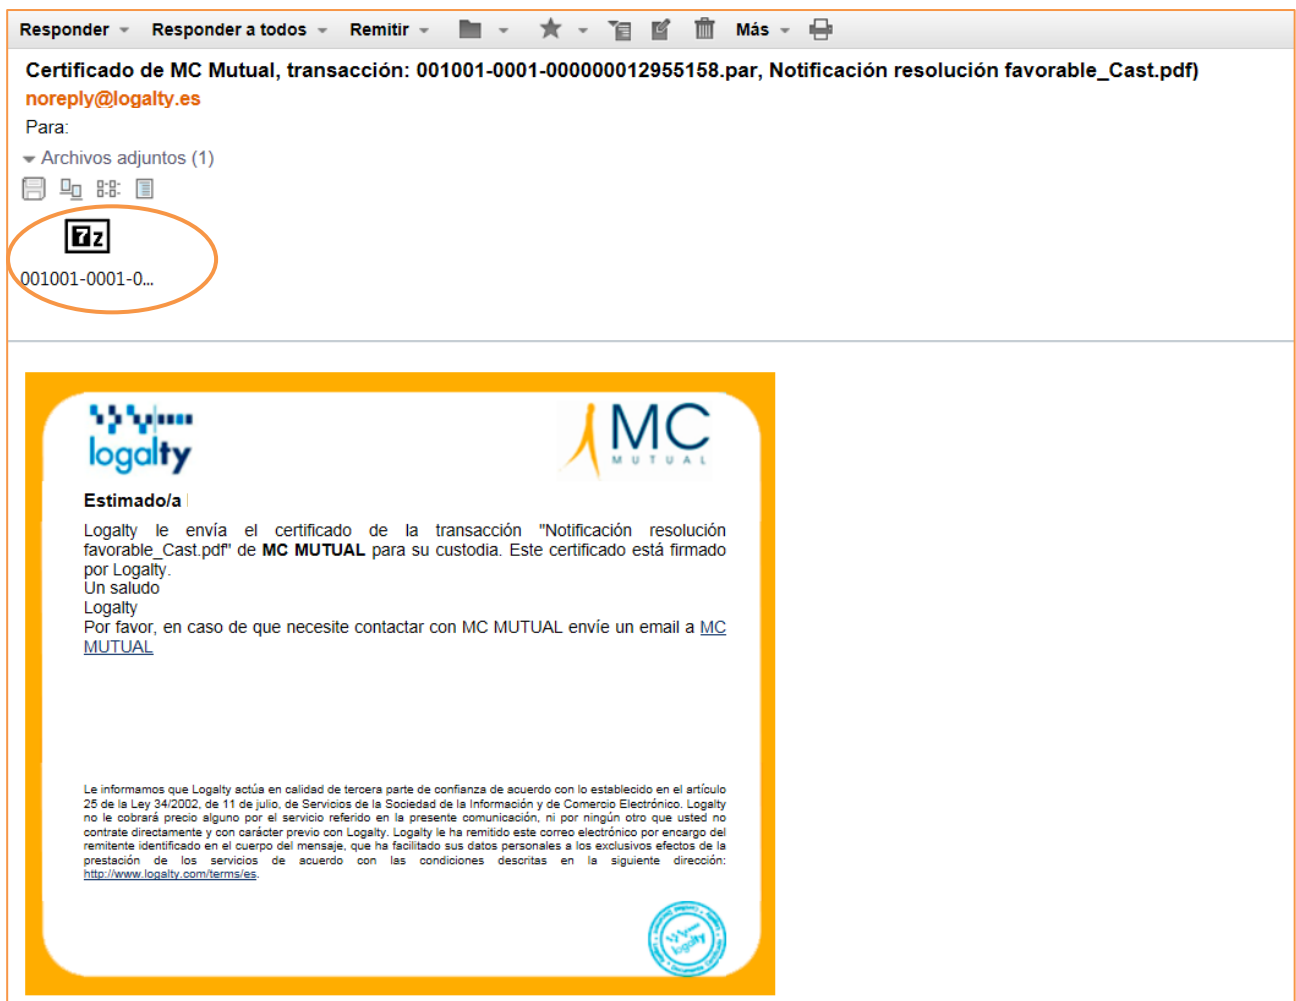 Responder Responder a todos Remitir Más
Certificado de MC Mutual, transacción: 001001-0001-000000012955158.par, Notificación resolución favorable_Cast.pdf)
noreply@logalty.es
Para:
Archivos adjuntos (1)
7z
001001-0001-0...
logalty
MC
MUTUAL
Estimado/a
Logalty le envía el certificado de la transacción "Notificación resolución
favorable_Cast.pdf" de MC MUTUAL para su custodia. Este certificado está firmado
por Logalty.
Un saludo
Logalty
Por favor, en caso de que necesite contactar con MC MUTUAL envíe un email a MC
MUTUAL
Le informamos que Logalty actúa en calidad de tercera parte de confianza de acuerdo con lo establecido en el artículo
25 de la Ley 34/2002, de 11 de julio, de Servicios de la Sociedad de la Información y de Comercio Electrónico. Logalty
no le cobrará precio alguno por el servicio referido en la presente comunicación, ni por ningún otro que usted no
contrate directamente y con carácter previo con Logalty. Logalty le ha remitido este correo electrónico por encargo del
remitente identificado en el cuerpo del mensaje, que ha facilitado sus datos personales a los exclusivos efectos de la
prestación de los servicios de acuerdo con las condiciones descritas en la siguiente dirección:
http://www.logalty.com/terms/es.
logalty